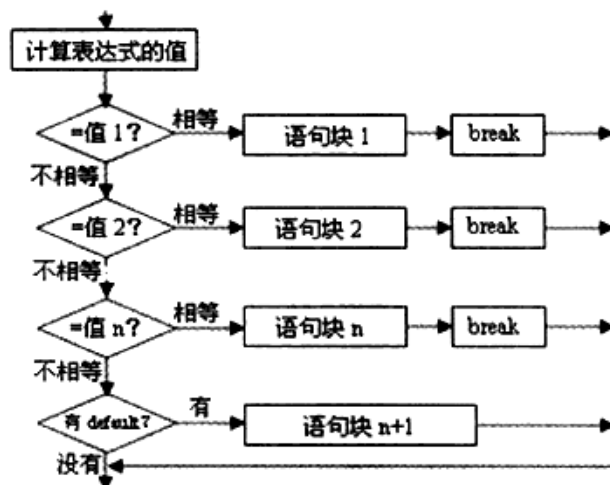 计算表达式的值
=值 1?
相等
语句块 1
break
不相等
=值 2?
相等
语句块 2
break
不相等
=值 n?
相等
语句块 n
break
不相等
有 default?
有
语句块 n+1
没有